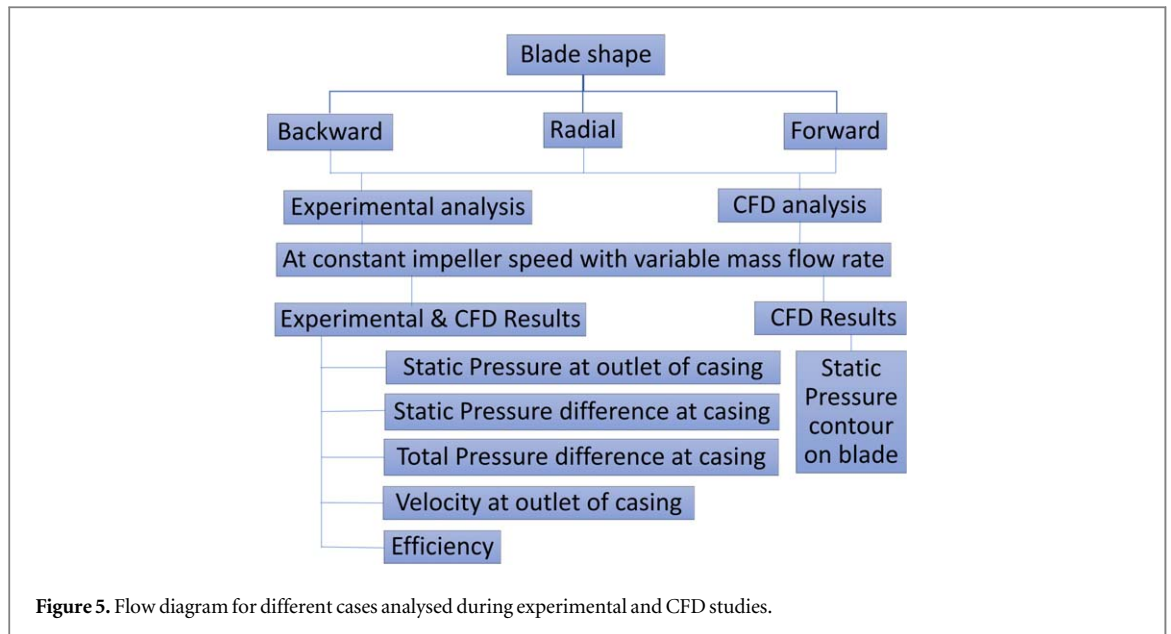 Blade shape
Backward
Radial
Forward
Experimental analysis
CFD analysis
At constant impeller speed with variable mass flow rate
Experimental & CFD Results
CFD Results
Static Pressure at outlet of casing
Static Pressure difference at casing
Total Pressure difference at casing
Velocity at outlet of casing
Efficiency
Static
Pressure
contour
on blade
Figure 5. Flow diagram for different cases analysed during experimental and CFD studies.